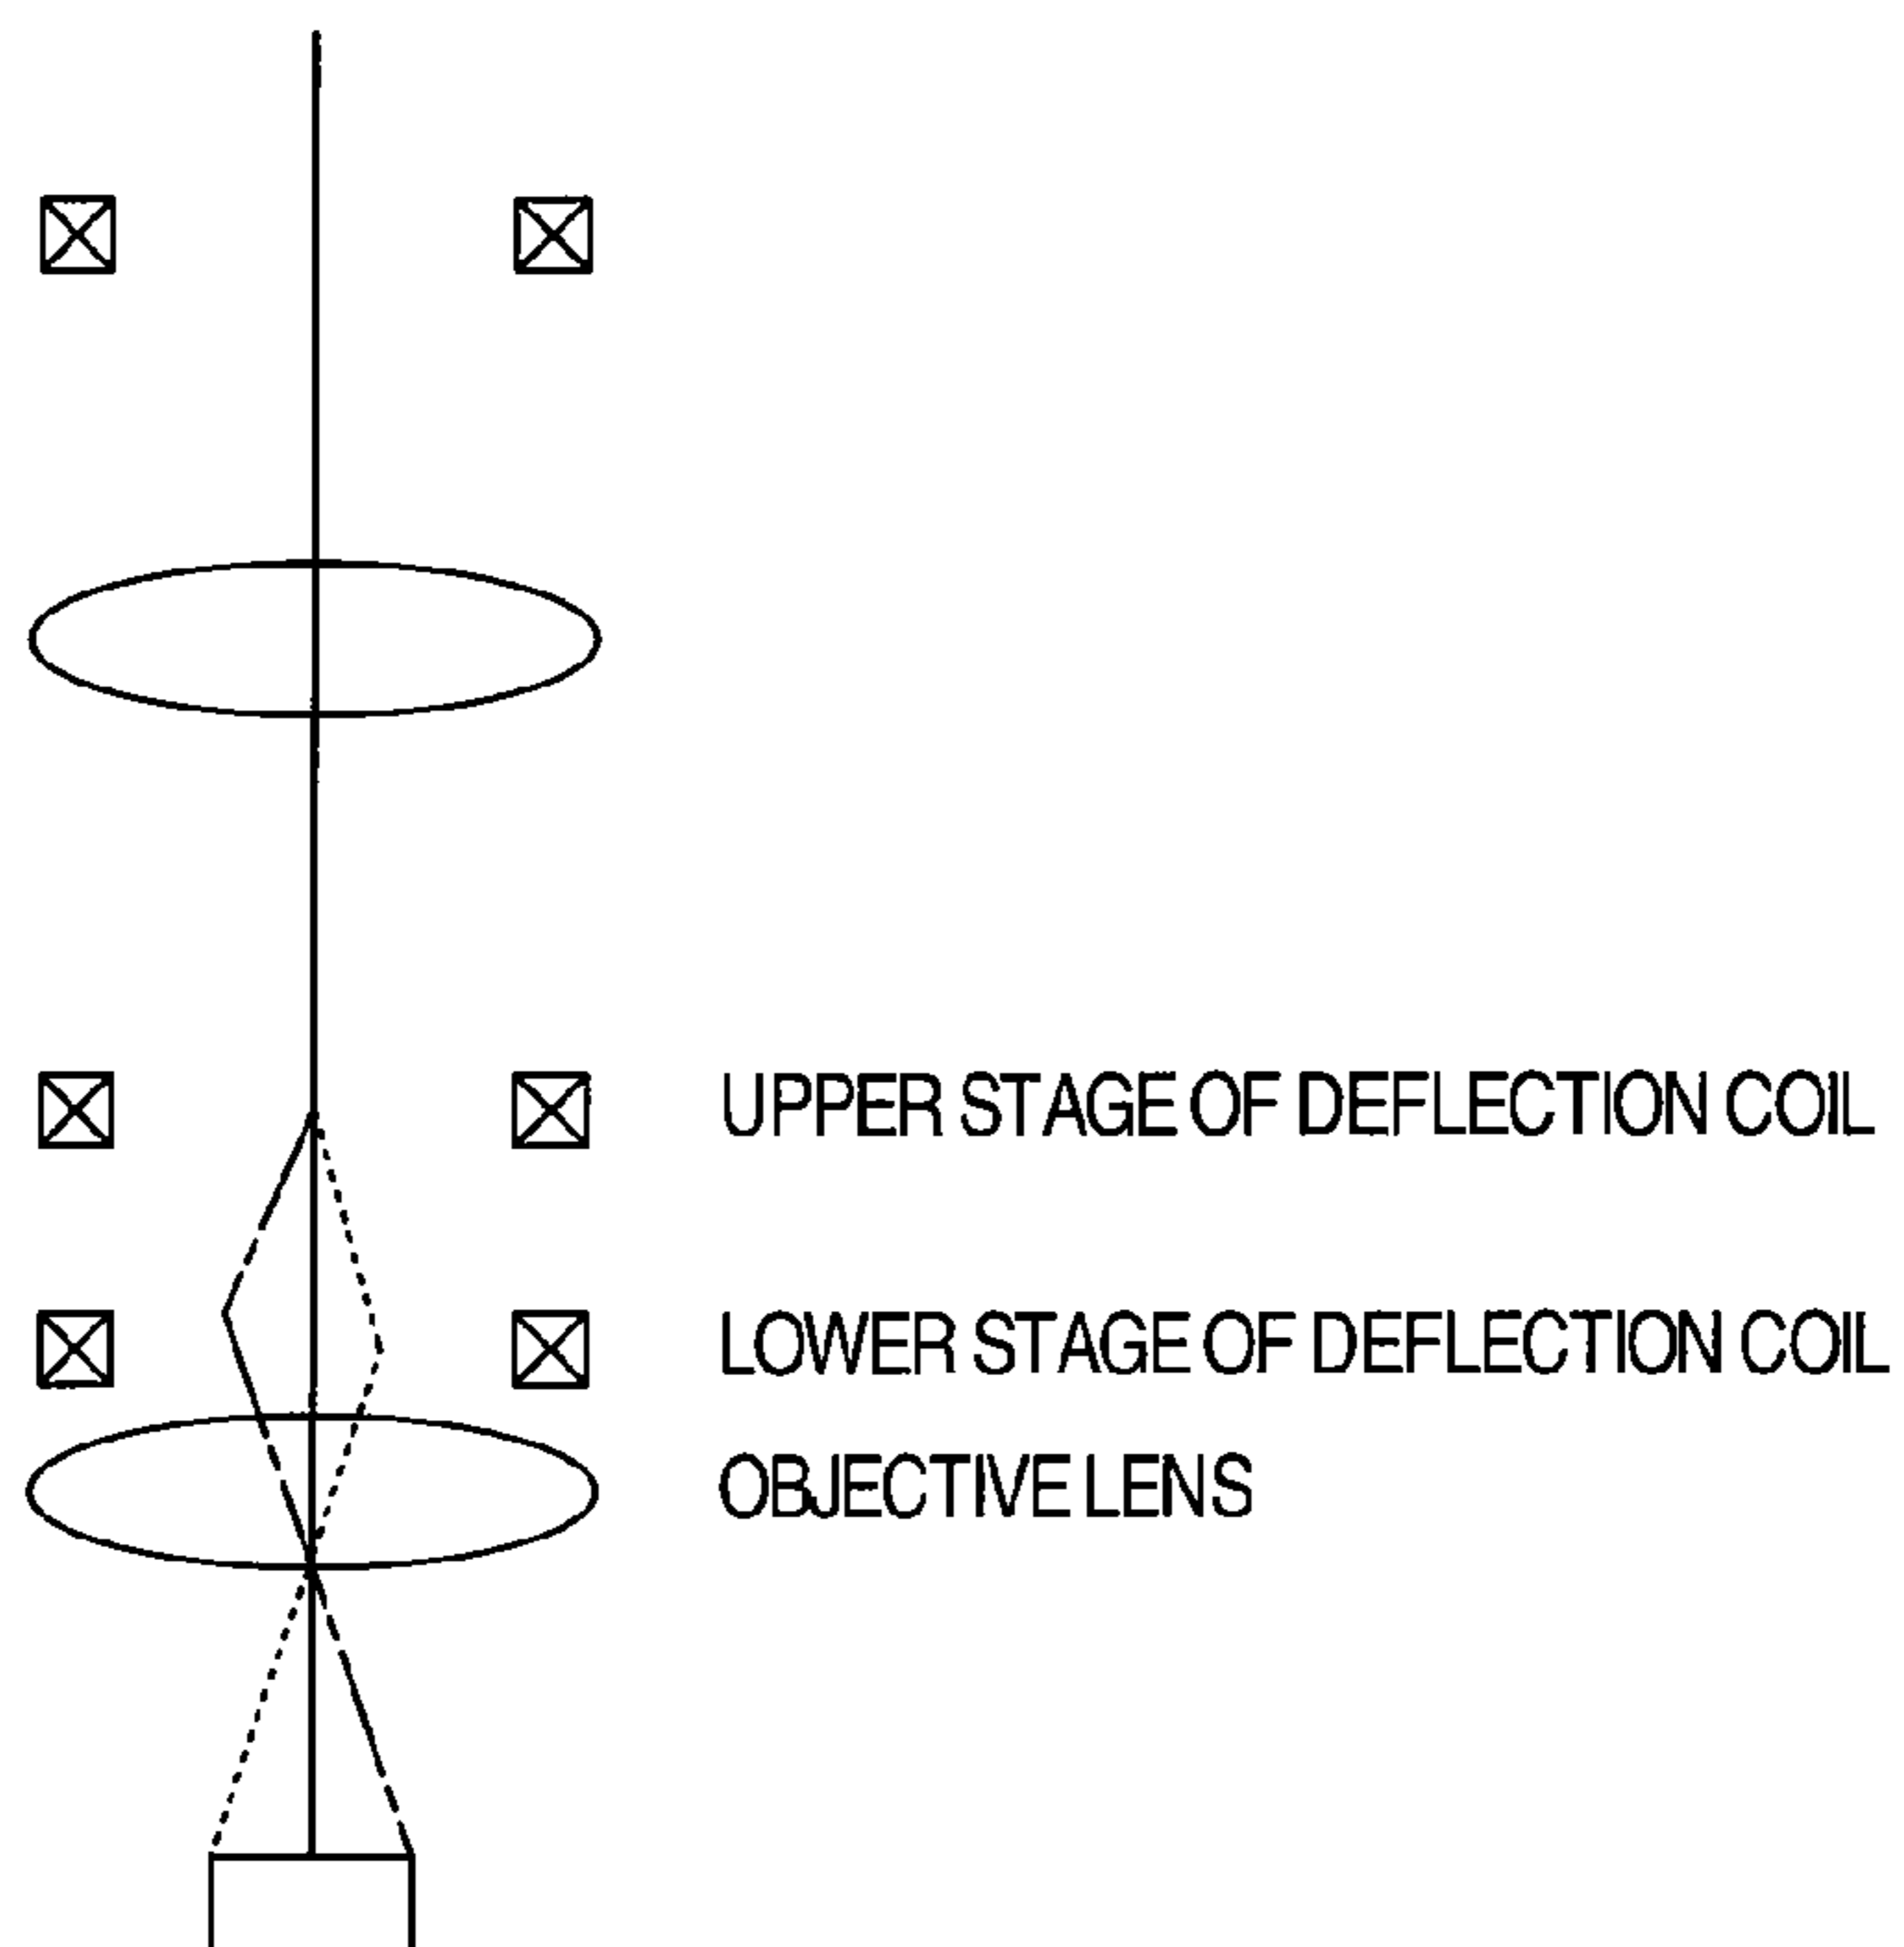 UPPER STAGE OF DEFLECTION COIL
LOWER STAGE OF DEFLECTION COIL
OBJECTIVE LENS